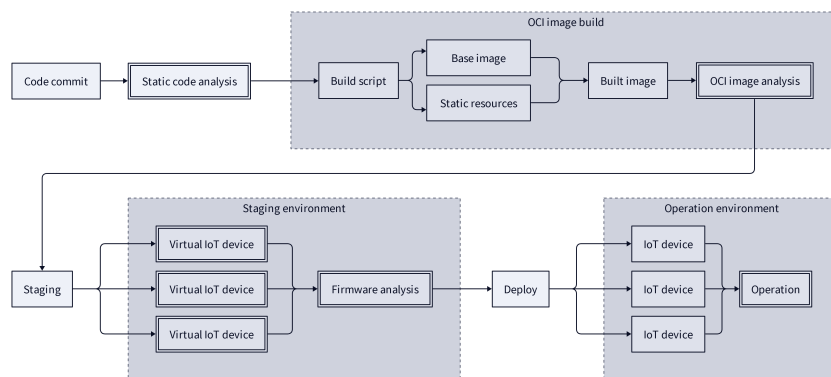 OCI image build
Code commit
Static code analysis
Build script
Base image
Static resources
Built image
OCI image analysis
Staging environment
Operation environment
Staging
Virtual IoT device
Virtual IoT device
Virtual IoT device
Firmware analysis
Deploy
IoT device
IoT device
IoT device
Operation